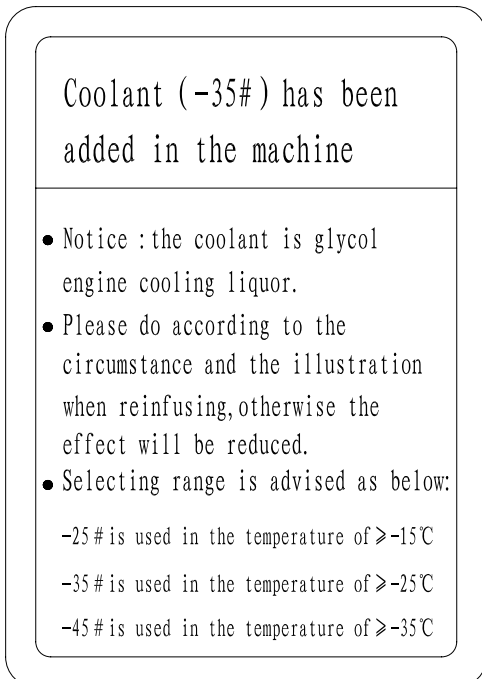 Coolant (-35#) has been
added in the machine
● Notice :the coolant is glycol
engine cooling liquor.
● Please do according to the
circumstance and the illustration
when reinfusing,otherwise the
effect will be reduced.
● Selecting range is advised as below:
-25#is used in the temperature of⩾-15℃
-35#is used in the temperature of⩾-25℃
-45#is used in the temperature of⩾-35℃